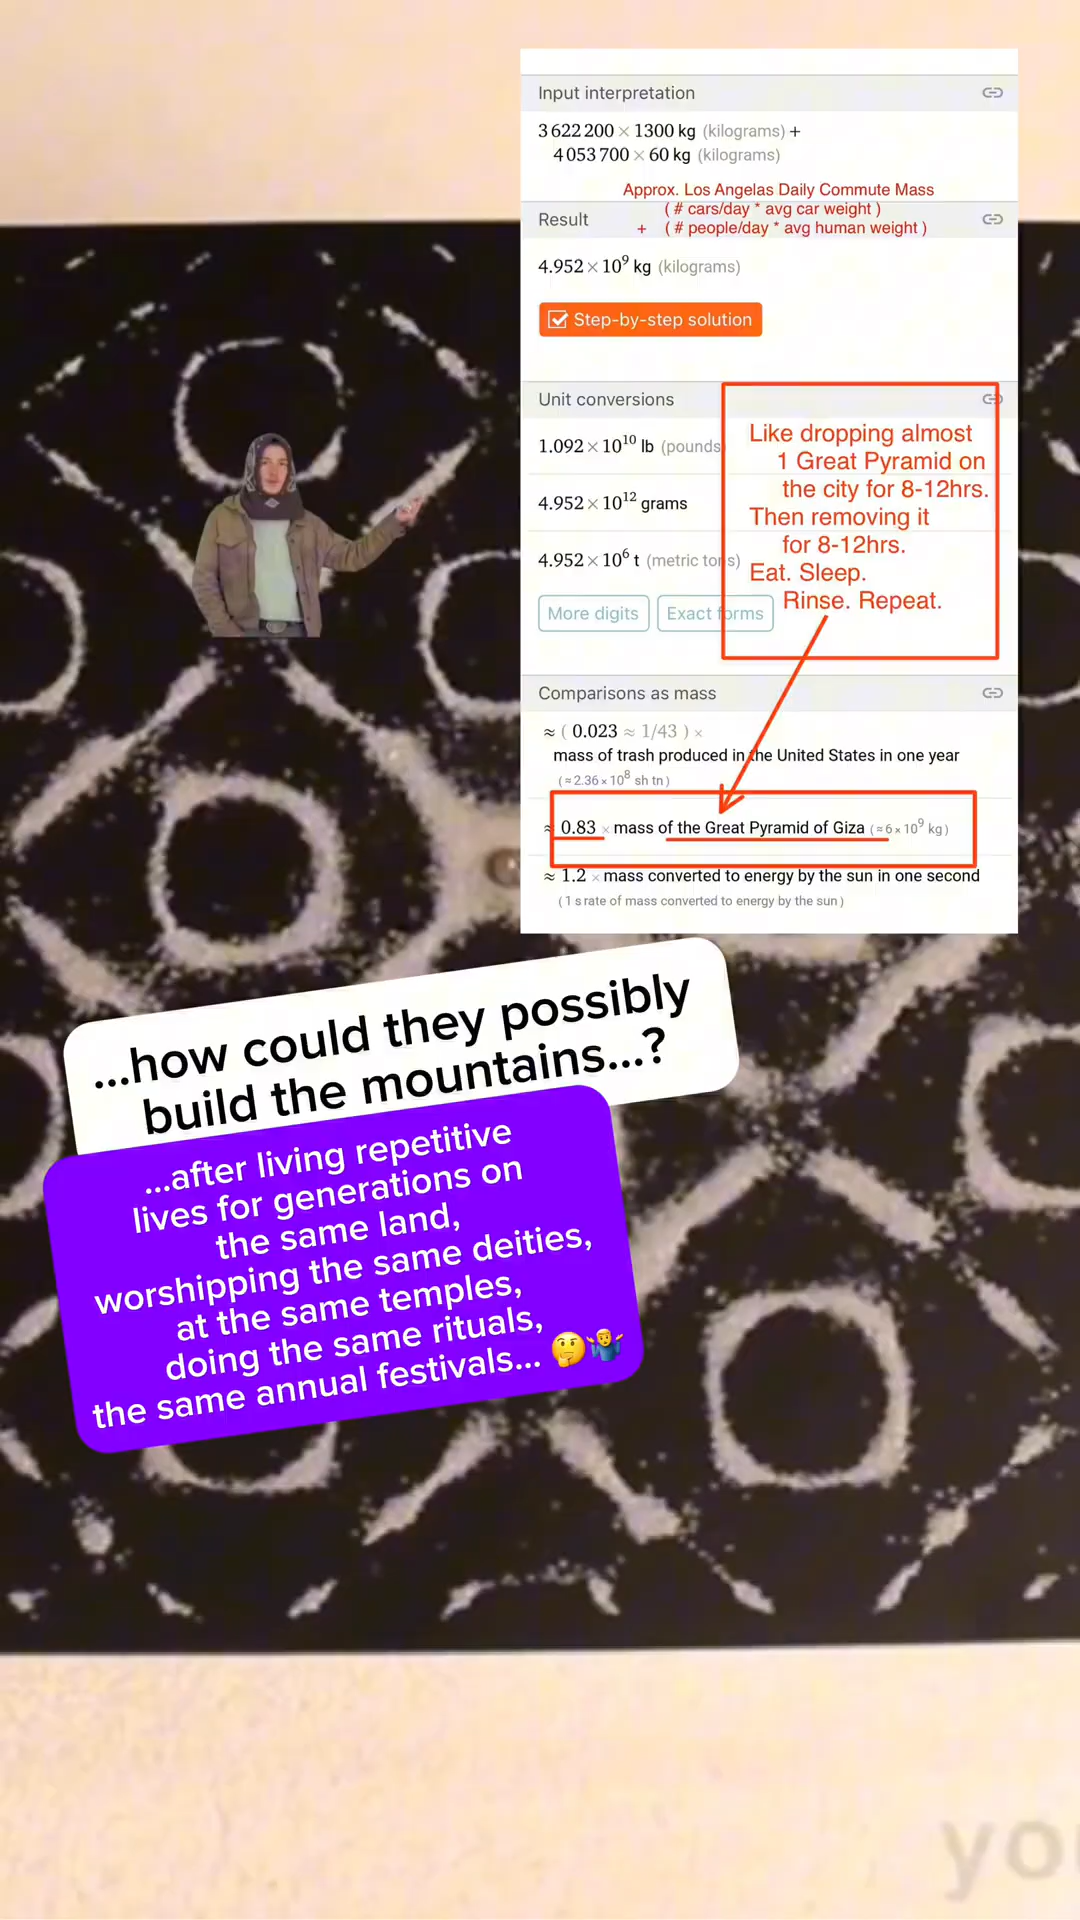 Input interpretation
3 622 200 × 1300 kg (kilograms) +
4 053 700 × 60 kg (kilograms)
Approx. Los Angelas Daily Commute Mass
( # cars/day * avg car weight )
+ ( # people/day * avg human weight )
Result
4.952 × 10⁹ kg (kilograms)
Step-by-step solution
Unit conversions
1.092 × 10¹⁰ lb (pounds
4.952 × 10¹² grams
4.952 × 10⁶ t (metric tons)
More digits
Exact forms
Like dropping almost
1 Great Pyramid on
the city for 8-12hrs.
Then removing it
for 8-12hrs.
Eat. Sleep.
Rinse. Repeat.
Comparisons as mass
≈ ( 0.023 ≈ 1/43 ) ×
mass of trash produced in the United States in one year
( ≈ 2.36 × 10⁸ sh tn )
≈ 0.83 × mass of the Great Pyramid of Giza ( ≈ 6 × 10⁹ kg )
≈ 1.2 × mass converted to energy by the sun in one second
( 1 s rate of mass converted to energy by the sun )
...how could they possibly
build the mountains...?
...after living repetitive
lives for generations on
the same land,
worshipping the same deities,
at the same temples,
doing the same rituals,
the same annual festivals... 🤔🤷‍♂️
yo